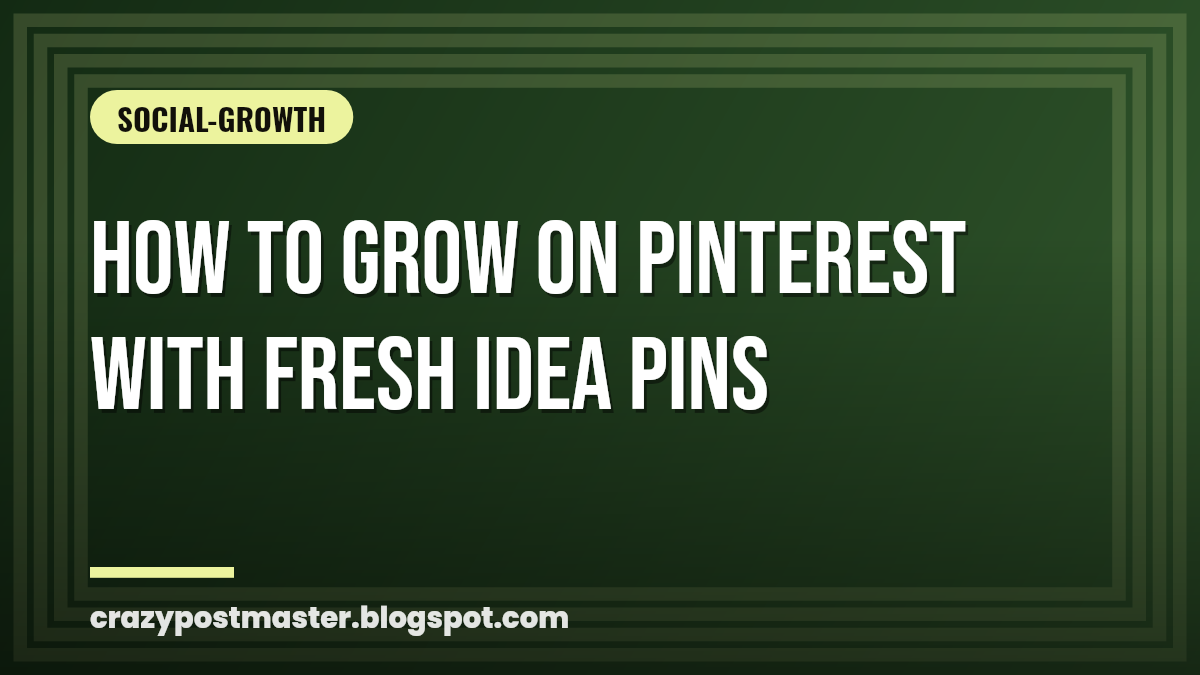 SOCIAL-GROWTH
HOW TO GROW ON PINTEREST
WITH FRESH IDEA PINS
crazypostmaster.blogspot.com